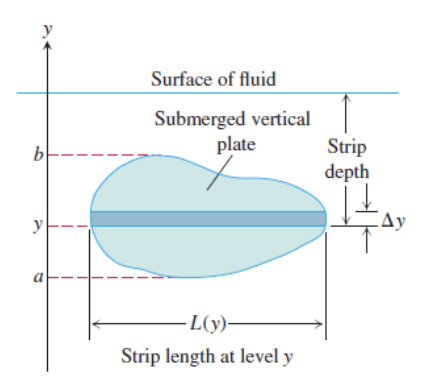 y
Surface of fluid
Submerged vertical
plate
Strip
depth
b
y
Δy
a
L(y)
Strip length at level y